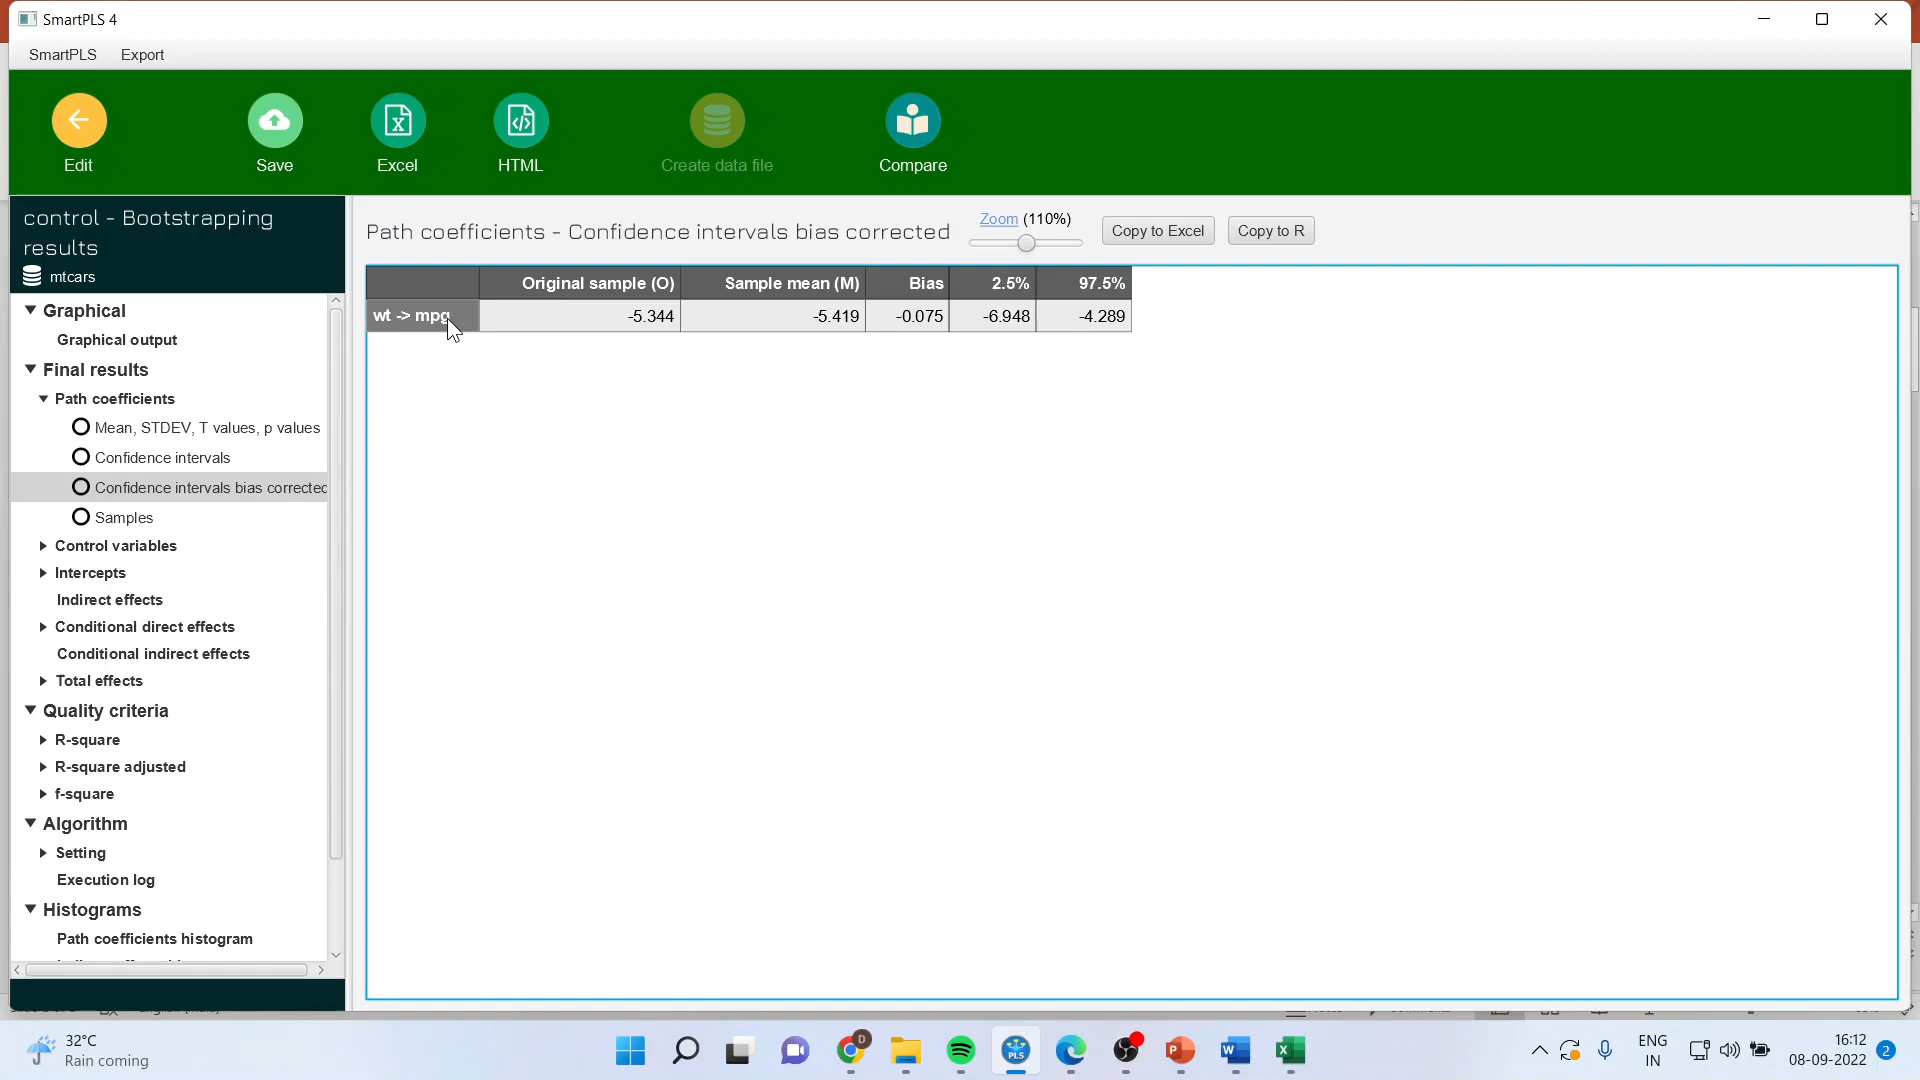 SmartPLS 4
SmartPLS Export
Edit Save Excel HTML Create data file Compare
control - Bootstrapping
results
mtcars
Path coefficients - Confidence intervals bias corrected Zoom (110%) Copy to Excel Copy to R
Original sample (O) Sample mean (M) Bias 2.5% 97.5%
wt -> mpg -5.344 -5.419 -0.075 -6.948 -4.289
Graphical
Graphical output
Final results
Path coefficients
Mean, STDEV, T values, p values
Confidence intervals
Confidence intervals bias corrected
Samples
Control variables
Intercepts
Indirect effects
Conditional direct effects
Conditional indirect effects
Total effects
Quality criteria
R-square
R-square adjusted
f-square
Algorithm
Setting
Execution log
Histograms
Path coefficients histogram
32°C
Rain coming
D
PLS
ENG
IN
16:12
08-09-2022
2